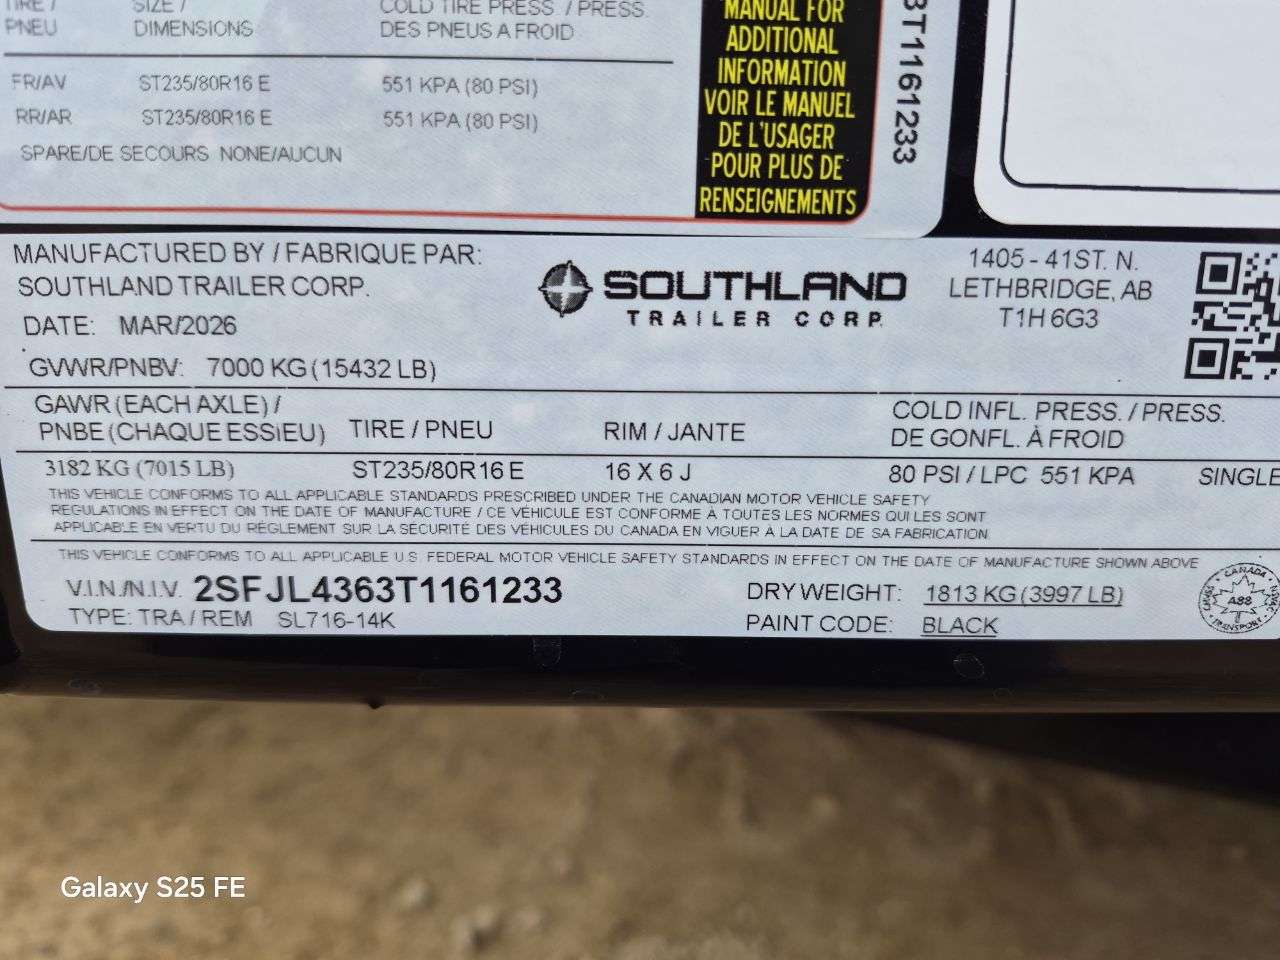 TIRE / SIZE / COLD TIRE PRESS. / PRESS.
PNEU DIMENSIONS DES PNEUS A FROID
FR/AV ST235/80R16 E 551 KPA (80 PSI)
RR/AR ST235/80R16 E 551 KPA (80 PSI)
SPARE/DE SECOURS NONE/AUCUN
MANUAL FOR
ADDITIONAL
INFORMATION
VOIR LE MANUEL
DE L'USAGER
POUR PLUS DE
RENSEIGNEMENTS
3T1161233
MANUFACTURED BY / FABRIQUE PAR:
SOUTHLAND TRAILER CORP.
DATE: MAR/2026
GVWR/PNBV: 7000 KG (15432 LB)
SOUTHLAND
TRAILER CORP.
1405 - 41ST. N.
LETHBRIDGE, AB
T1H 6G3
GAWR (EACH AXLE) /
PNBE (CHAQUE ESSIEU) TIRE / PNEU RIM / JANTE COLD INFL. PRESS. / PRESS.
DE GONFL. À FROID
3182 KG (7015 LB) ST235/80R16 E 16 X 6 J 80 PSI / LPC 551 KPA SINGLE
THIS VEHICLE CONFORMS TO ALL APPLICABLE STANDARDS PRESCRIBED UNDER THE CANADIAN MOTOR VEHICLE SAFETY
REGULATIONS IN EFFECT ON THE DATE OF MANUFACTURE / CE VEHICULE EST CONFORME À TOUTES LES NORMES QUI LES SONT
APPLICABLE EN VERTU DU RÉGLEMENT SUR LA SÉCURITÉ DES VÉHICULES DU CANADA EN VIGUER A LA DATE DE SA FABRICATION.
THIS VEHICLE CONFORMS TO ALL APPLICABLE U.S. FEDERAL MOTOR VEHICLE SAFETY STANDARDS IN EFFECT ON THE DATE OF MANUFACTURE SHOWN ABOVE
V.I.N./N.I.V. 2SFJL4363T1161233
TYPE: TRA / REM SL716-14K
DRY WEIGHT: 1813 KG (3997 LB)
PAINT CODE: BLACK
CANADA
A88
TRANSPORT
Galaxy S25 FE